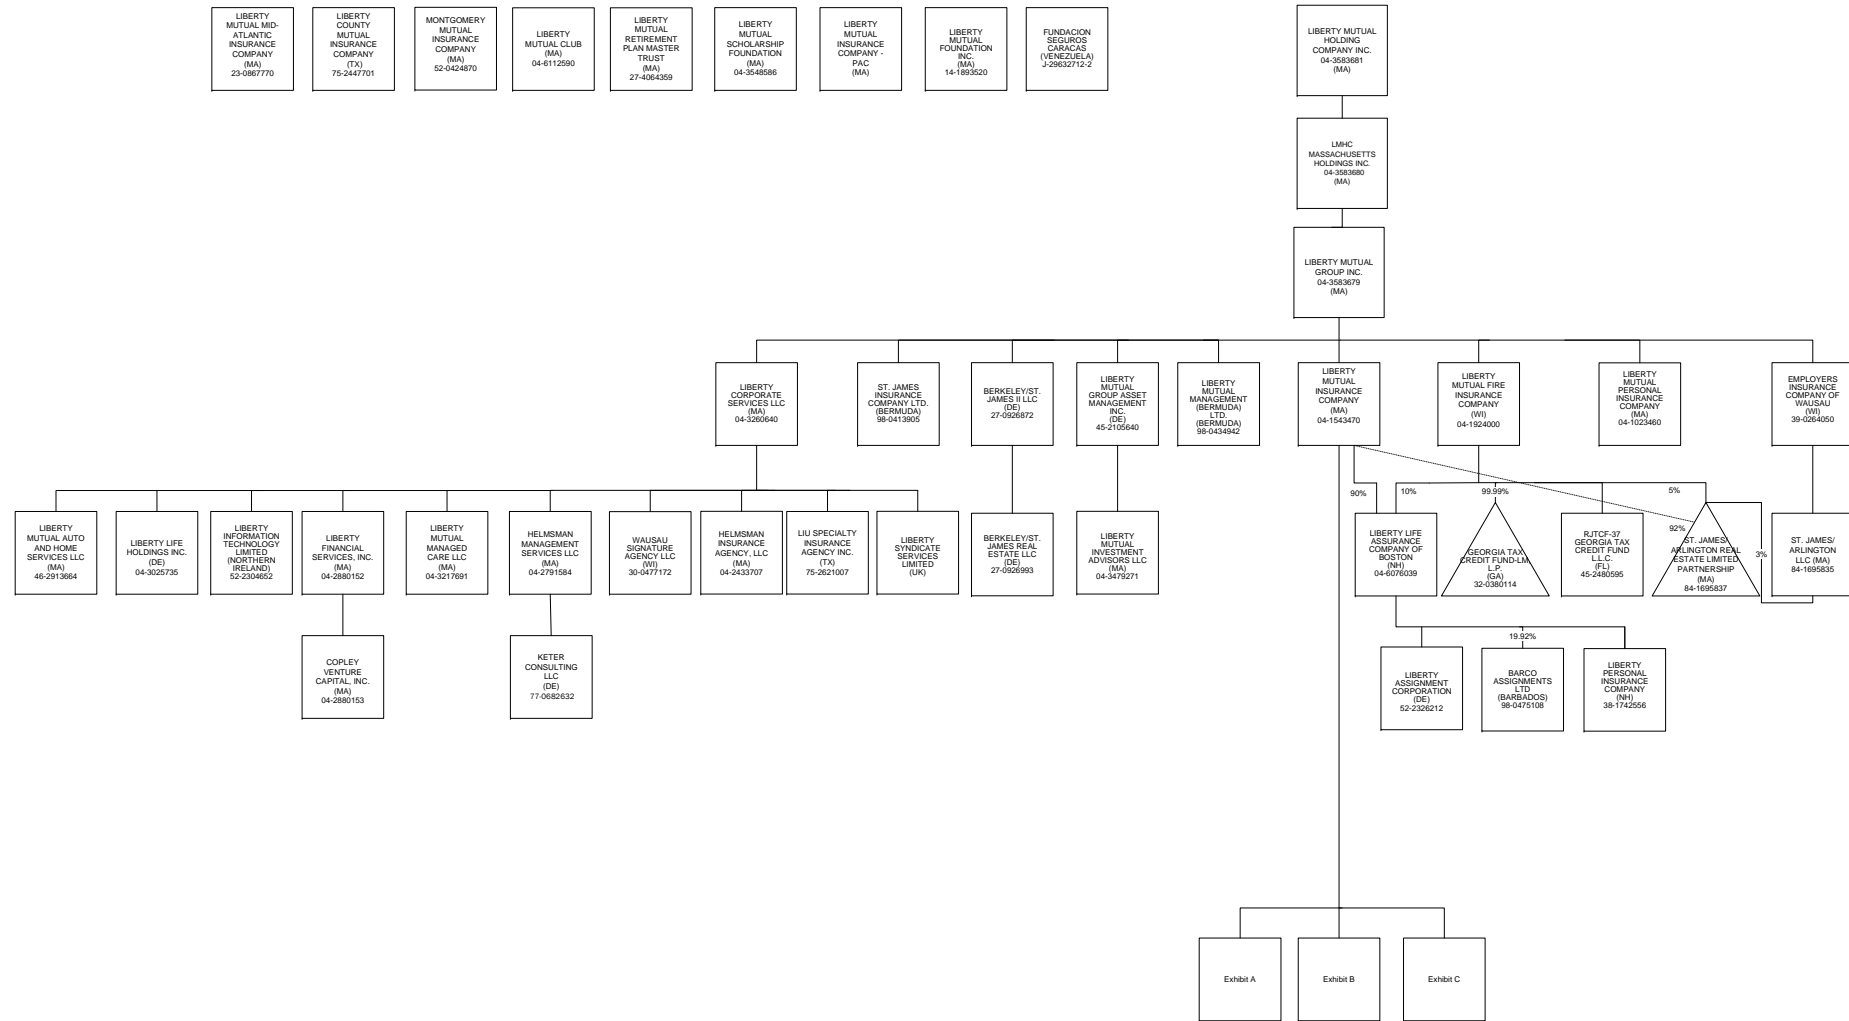 LIBERTY
MUTUAL MID-
ATLANTIC
INSURANCE
COMPANY
(MA)
23-0867770
LIBERTY
COUNTY
MUTUAL
INSURANCE
COMPANY
(TX)
75-2447701
MONTGOMERY
MUTUAL
INSURANCE
COMPANY
(MA)
52-0424870
LIBERTY
MUTUAL CLUB
(MA)
04-6112590
LIBERTY
MUTUAL
RETIREMENT
PLAN MASTER
TRUST
(MA)
27-4064359
LIBERTY
MUTUAL
SCHOLARSHIP
FOUNDATION
(MA)
04-3548586
LIBERTY
MUTUAL
INSURANCE
COMPANY -
PAC
(MA)
LIBERTY
MUTUAL
FOUNDATION
INC.
(MA)
14-1893520
FUNDACION
SEGUROS
CARACAS
(VENEZUELA)
J-29632712-2
LIBERTY MUTUAL
HOLDING
COMPANY INC.
04-3583681
(MA)
LMHC
MASSACHUSETTS
HOLDINGS INC.
04-3583680
(MA)
LIBERTY MUTUAL
GROUP INC.
04-3583679
(MA)
LIBERTY
CORPORATE
SERVICES LLC
(MA)
04-3260640
ST. JAMES
INSURANCE
COMPANY LTD.
(BERMUDA)
98-0413905
BERKELEY/ST.
JAMES II LLC
(DE)
27-0926872
LIBERTY
MUTUAL
GROUP ASSET
MANAGEMENT
INC.
(DE)
45-2105640
LIBERTY
MUTUAL
MANAGEMENT
(BERMUDA)
LTD.
(BERMUDA)
98-0434942
LIBERTY
MUTUAL
INSURANCE
COMPANY
(MA)
04-1543470
LIBERTY
MUTUAL FIRE
INSURANCE
COMPANY
(WI)
04-1924000
LIBERTY
MUTUAL
PERSONAL
INSURANCE
COMPANY
(MA)
04-1023460
EMPLOYERS
INSURANCE
COMPANY OF
WAUSAU
(WI)
39-0264050
LIBERTY
MUTUAL AUTO
AND HOME
SERVICES LLC
(MA)
46-2913664
LIBERTY LIFE
HOLDINGS INC.
(DE)
04-3025735
LIBERTY
INFORMATION
TECHNOLOGY
LIMITED
(NORTHERN
IRELAND)
52-2304652
LIBERTY
FINANCIAL
SERVICES, INC.
(MA)
04-2880152
LIBERTY
MUTUAL
MANAGED
CARE LLC
(MA)
04-3217691
HELMSMAN
MANAGEMENT
SERVICES LLC
(MA)
04-2791584
WAUSAU
SIGNATURE
AGENCY LLC
(WI)
30-0477172
HELMSMAN
INSURANCE
AGENCY, LLC
(MA)
04-2433707
LIU SPECIALTY
INSURANCE
AGENCY INC.
(TX)
75-2621007
LIBERTY
SYNDICATE
SERVICES
LIMITED
(UK)
BERKELEY/ST.
JAMES REAL
ESTATE LLC
(DE)
27-0926993
LIBERTY
MUTUAL
INVESTMENT
ADVISORS LLC
(MA)
04-3479271
90%
10%
LIBERTY LIFE
ASSURANCE
COMPANY OF
BOSTON
(NH)
04-6076039
99.99%
GEORGIA TAX
CREDIT FUND-LM
L.P.
(GA)
32-0380114
RJTCF-37
GEORGIA TAX
CREDIT FUND
L.L.C.
(FL)
45-2480595
5%
92%
ST. JAMES/
ARLINGTON REAL
ESTATE LIMITED
PARTNERSHIP
(MA)
84-1695837
3%
ST. JAMES/
ARLINGTON
LLC (MA)
84-1695835
COPLEY
VENTURE
CAPITAL, INC.
(MA)
04-2880153
KETER
CONSULTING
LLC
(DE)
77-0682632
LIBERTY
ASSIGNMENT
CORPORATION
(DE)
52-2326212
19.92%
BARCO
ASSIGNMENTS
LTD
(BARBADOS)
98-0475108
LIBERTY
PERSONAL
INSURANCE
COMPANY
(NH)
38-1742556
Exhibit A
Exhibit B
Exhibit C